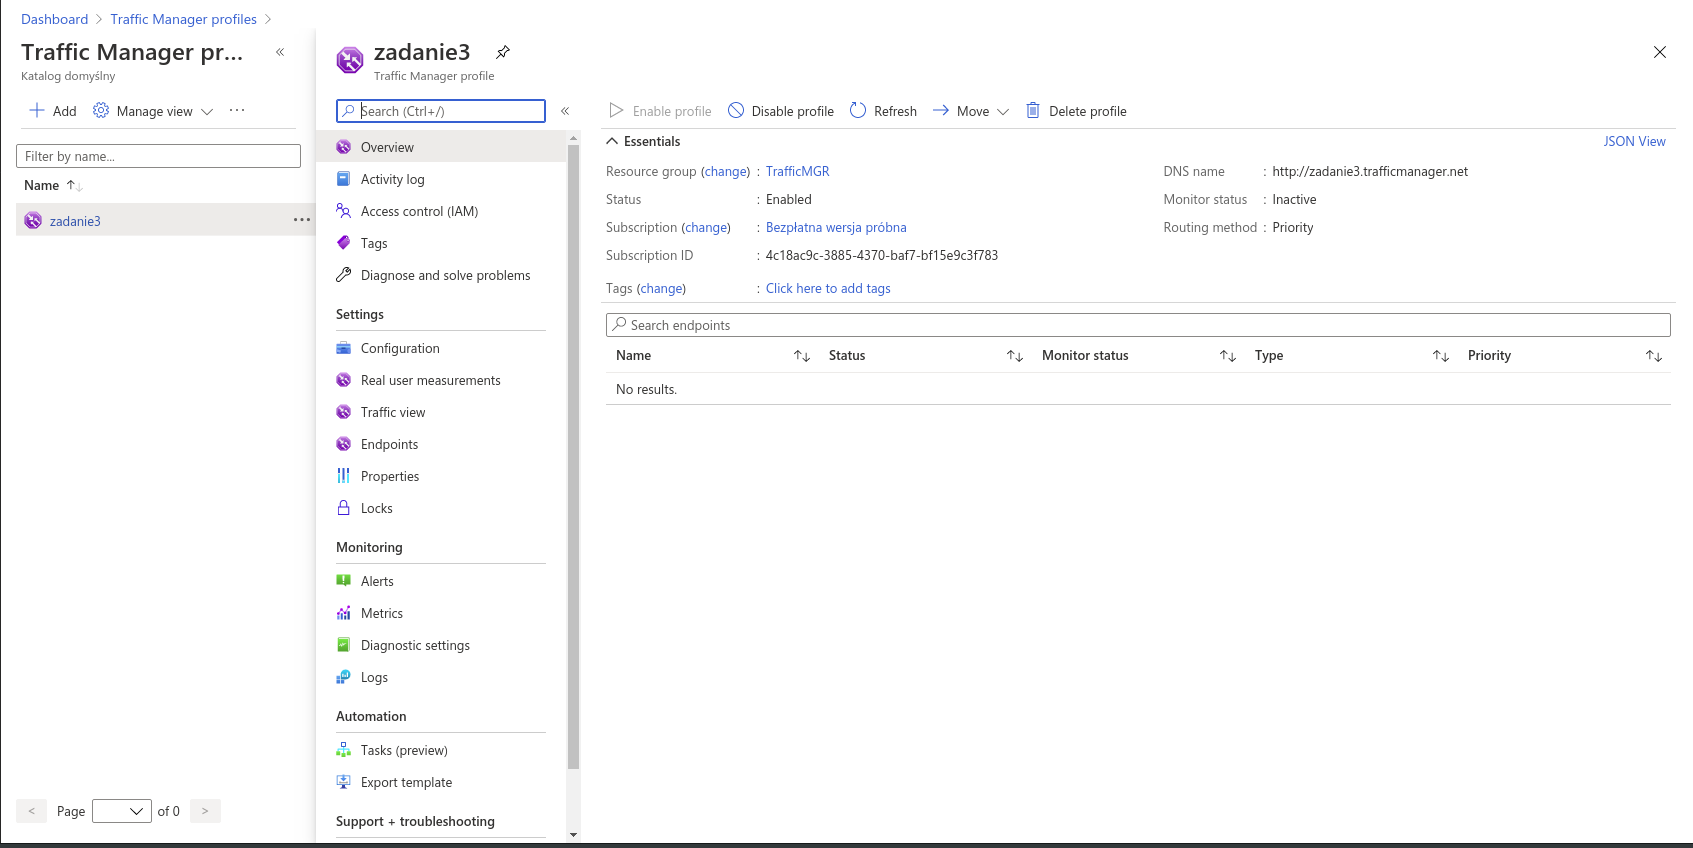 Dashboard > Traffic Manager profiles >
Traffic Manager pr... «
Katalog domyślny
+ Add Manage view ...
Filter by name...
Name ↑↓
zadanie3 ...
< Page of 0 >
zadanie3
Traffic Manager profile
Search (Ctrl+/) «
Overview
Activity log
Access control (IAM)
Tags
Diagnose and solve problems
Settings
Configuration
Real user measurements
Traffic view
Endpoints
Properties
Locks
Monitoring
Alerts
Metrics
Diagnostic settings
Logs
Automation
Tasks (preview)
Export template
Support + troubleshooting
Enable profile Disable profile Refresh Move Delete profile
Essentials JSON View
Resource group (change) : TrafficMGR
Status : Enabled
Subscription (change) : Bezpłatna wersja próbna
Subscription ID : 4c18ac9c-3885-4370-baf7-bf15e9c3f783
Tags (change) : Click here to add tags
DNS name : http://zadanie3.trafficmanager.net
Monitor status : Inactive
Routing method : Priority
Search endpoints
Name ↑↓ Status ↑↓ Monitor status ↑↓ Type ↑↓ Priority ↑↓
No results.